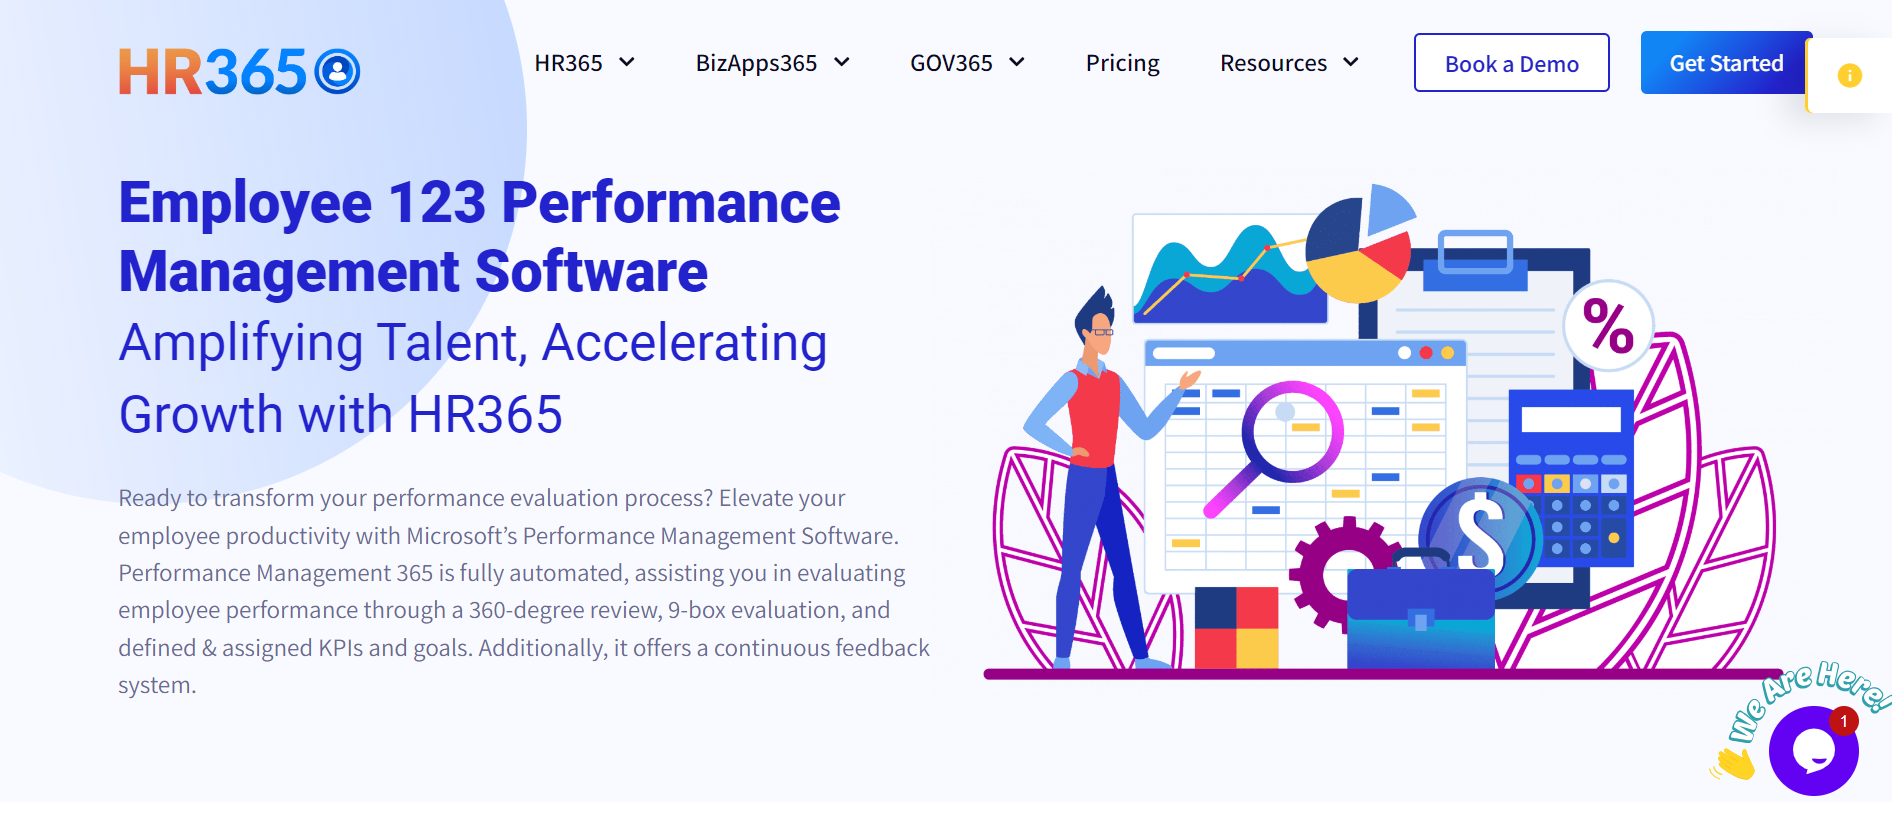 HR365
HR365
BizApps365
GOV365
Pricing
Resources
Book a Demo
Get Started
Employee 123 Performance
Management Software
Amplifying Talent, Accelerating
Growth with HR365
Ready to transform your performance evaluation process? Elevate your
employee productivity with Microsoft’s Performance Management Software.
Performance Management 365 is fully automated, assisting you in evaluating
employee performance through a 360-degree review, 9-box evaluation, and
defined & assigned KPIs and goals. Additionally, it offers a continuous feedback
system.
%
$
We Are Here!
1